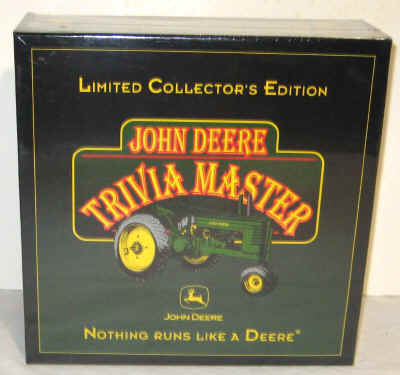 LIMITED COLLECTOR'S EDITION
JOHN DEERE
TRIVIA MASTER
JOHN DEERE
NOTHING RUNS LIKE A DEERE®